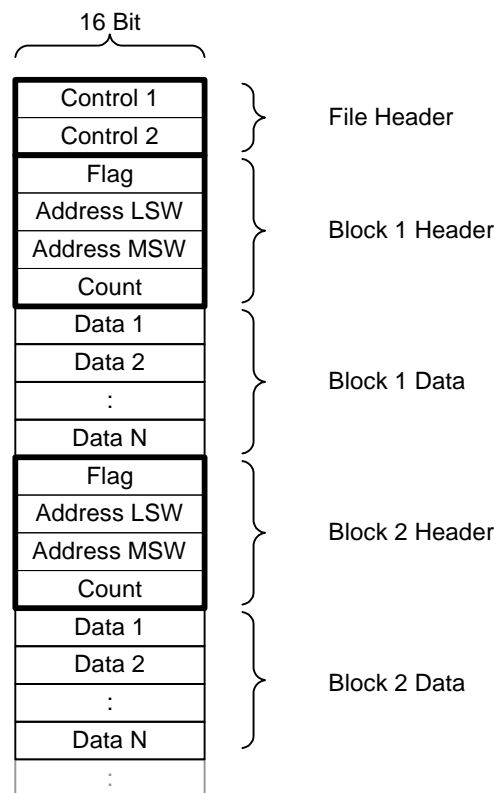 16 Bit
Control 1
Control 2
File Header
Flag
Address LSW
Address MSW
Count
Block 1 Header
Data 1
Data 2
:
Data N
Block 1 Data
Flag
Address LSW
Address MSW
Count
Block 2 Header
Data 1
Data 2
:
Data N
Block 2 Data
: